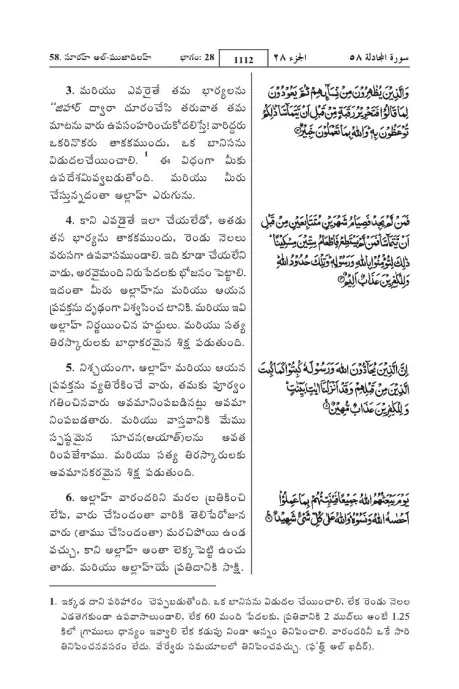 58. సూరహ్ అల్-ముజాదిలహ్ భాగం: 28 1112 الجزء ٢٨ سورة المجادلة ٥٨
3. మరియు ఎవరైతే తమ భార్యలను
"జిహార్ ద్వారా దూరంచేసి తరువాత తమ
మాటను వారు ఉపసంహరించుకోదలిస్తే! వారిద్దరు
ఒకరినొకరు తాకకముందు, ఒక బానిసను
విడుదలచేయించాలి. 1 ఈ విధంగా మీకు
ఉపదేశమివ్వబడుతోంది. మరియు మీరు
చేస్తున్నదంతా అల్లాహ్ ఎరుగును.
وَالَّذِينَ يُظَاهِرُونَ مِنْ نِسَائِهِمْ ثُمَّ يَعُودُونَ
لِمَا قَالُوا فَتَحْرِيرُ رَقَبَةٍ مِنْ قَبْلِ أَنْ يَتَمَاسَّا ذَلِكُمْ
تُوعَظُونَ بِهِ وَاللَّهُ بِمَا تَعْمَلُونَ خَبِيرٌ ۝
4. కాని ఎవడైతే ఇలా చేయలేడో, అతడు
తన భార్యను తాకకముందు, రెండు నెలలు
వరుసగా ఉపవాసముండాలి. ఇది కూడా చేయలేని
వాడు, అరవైమంది నిరుపేదలకు భోజనం పెట్టాలి.
ఇదంతా మీరు అల్లాహ్‌ను మరియు ఆయన
ప్రవక్తను దృఢంగా విశ్వసించ టానికి. మరియు ఇవి
అల్లాహ్ నిర్ణయించిన హద్దులు. మరియు సత్య
తిరస్కారులకు బాధాకరమైన శిక్ష పడుతుంది.
فَمَنْ لَمْ يَجِدْ فَصِيَامُ شَهْرَيْنِ مُتَتَابِعَيْنِ مِنْ قَبْلِ
أَنْ يَتَمَاسَّا فَمَنْ لَمْ يَسْتَطِعْ فَإِطْعَامُ سِتِّينَ مِسْكِينًا
ذَلِكَ لِتُؤْمِنُوا بِاللَّهِ وَرَسُولِهِ وَتِلْكَ حُدُودُ اللَّهِ
وَلِلْكَافِرِينَ عَذَابٌ أَلِيمٌ ۝
5. నిశ్చయంగా, అల్లాహ్ మరియు ఆయన
ప్రవక్తను వ్యతిరేకించే వారు, తమకు పూర్వం
గతించినవారు అవమానింపబడినట్లు అవమా
నింపబడతారు. మరియు వాస్తవానికి మేము
స్పష్టమైన సూచన(ఆయాత్)లను అవత
రింపజేశాము. మరియు సత్య తిరస్కారులకు
అవమానకరమైన శిక్ష పడుతుంది.
إِنَّ الَّذِينَ يُحَادُّونَ اللَّهَ وَرَسُولَهُ كُبِتُوا كَمَا كُبِتَ
الَّذِينَ مِنْ قَبْلِهِمْ وَقَدْ أَنْزَلْنَا آيَاتٍ بَيِّنَاتٍ
وَلِلْكَافِرِينَ عَذَابٌ مُهِينٌ ۝
6. అల్లాహ్ వారందరిని మరల బ్రతికించి
లేపి, వారు చేసిందంతా వారికి తెలిపేరోజున
వారు (తాము చేసిందంతా) మరచిపోయి ఉండ
వచ్చు, కాని అల్లాహ్ అంతా లెక్కపెట్టి ఉంచు
తాడు. మరియు అల్లాహ్‌యే ప్రతిదానికి సాక్షి.
يَوْمَ يَبْعَثُهُمُ اللَّهُ جَمِيعًا فَيُنَبِّئُهُمْ بِمَا عَمِلُوا
أَحْصَاهُ اللَّهُ وَنَسُوهُ وَاللَّهُ عَلَى كُلِّ شَيْءٍ شَهِيدٌ ۝
1. ఇక్కడ దాని పరిహారం చెప్పబడుతోంది. ఒక బానిసను విడుదల చేయించాలి, లేక రెండు నెలల
ఎడతెగకుండా ఉపవాసాలుండాలి, లేక 60 మంది పేదలకు, ప్రతివానికి 2 ముద్‌లు అంటే 1.25
కిలో గ్రాములు ధాన్యం ఇవ్వాలి లేక కడుపు నిండా అన్నం తినిపించాలి. వారందరినీ ఒకే సారి
తినిపించనవసరం లేదు. వేర్వేరు సమయాలలో తినిపించవచ్చు. (ఫ'త్హ్ అల్ ఖదీర్).